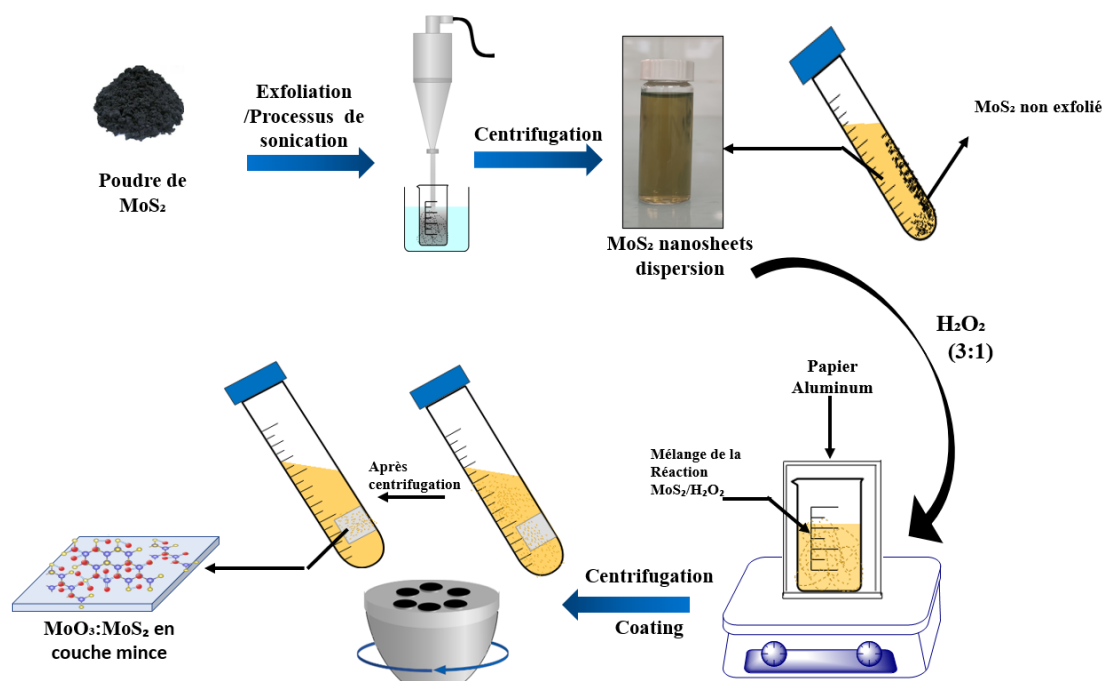 Poudre de
MoS₂
Exfoliation
/Processus de
sonication
Centrifugation
MoS₂ nanosheets
dispersion
MoS₂ non exfolié
H₂O₂
(3:1)
Papier
Aluminum
Mélange de la
Réaction
MoS₂/H₂O₂
Centrifugation
Coating
Après
centrifugation
MoO₃:MoS₂ en
couche mince